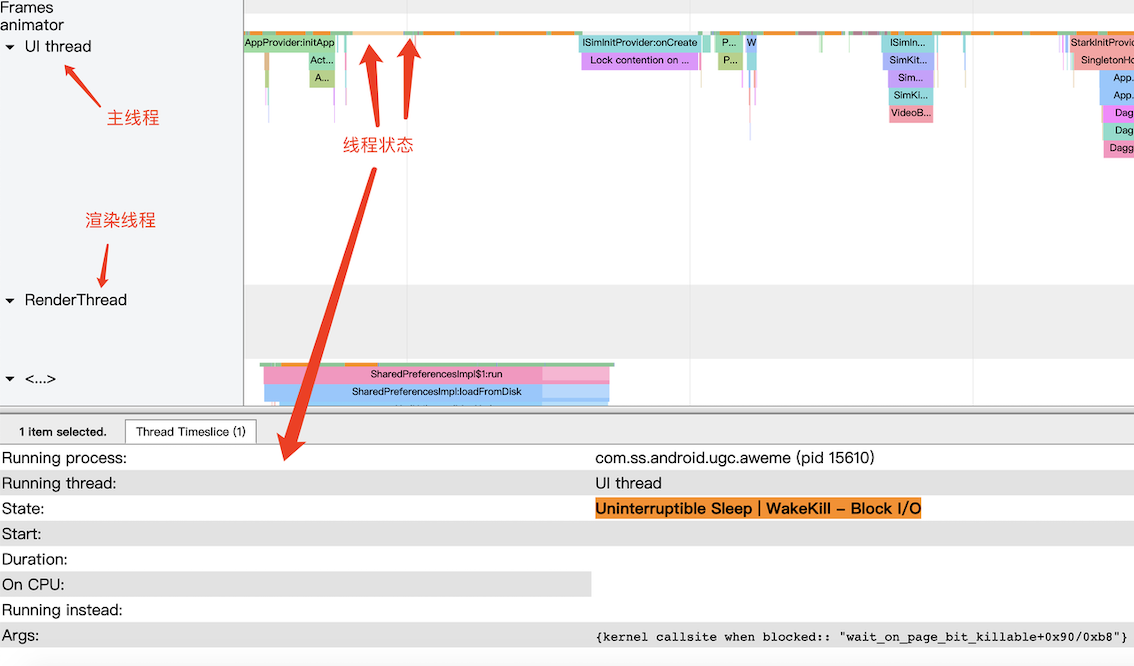 Frames
animator
UI thread
主线程
渲染线程
RenderThread
<...>
AppProvider:initApp
Act...
A...
线程状态
ISimInitProvider:onCreate
Lock contention on ...
P...
P...
W
ISimIn...
SimKit...
Sim...
SimKi...
VideoB...
StarkInitProvid
SingletonHo
App.
App.
Dag
Dag
Dagg
SharedPreferencesImpl$1:run
SharedPreferencesImpl:loadFromDisk
1 item selected.
Thread Timeslice (1)
Running process: com.ss.android.ugc.aweme (pid 15610)
Running thread: UI thread
State: Uninterruptible Sleep | WakeKill – Block I/O
Start:
Duration:
On CPU:
Running instead:
Args: {kernel callsite when blocked:: "wait_on_page_bit_killable+0x90/0xb8"}